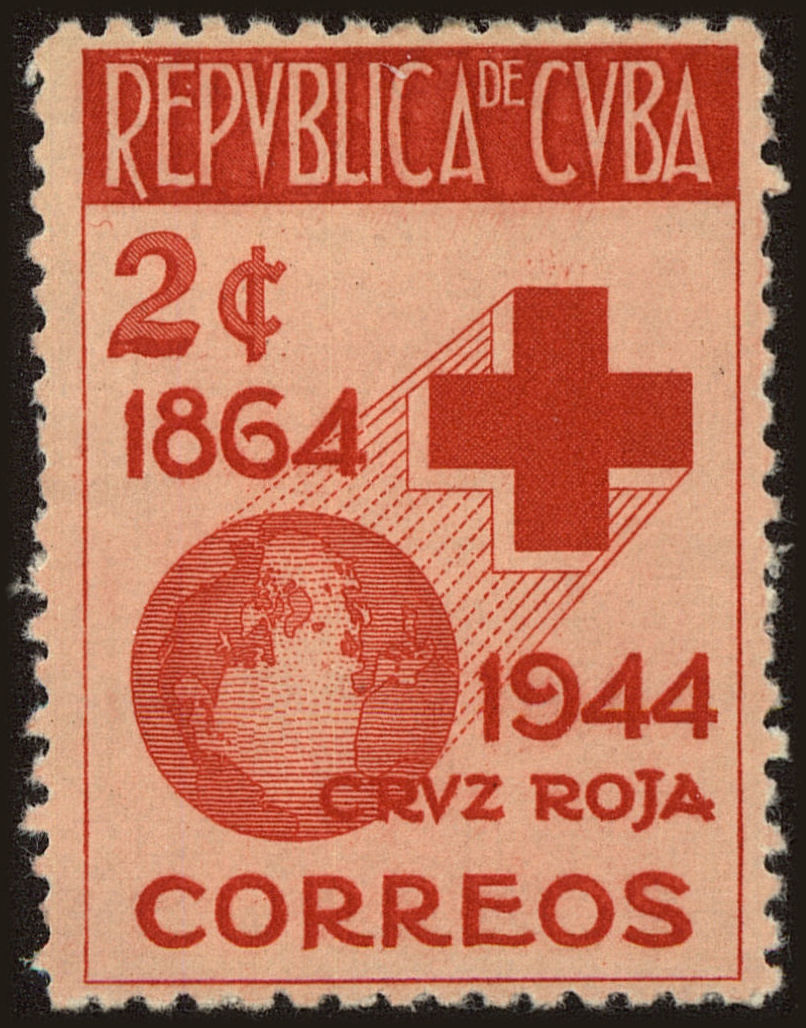 REPVBLICA DE CVBA
2¢
1864
1944
CRVZ ROJA
CORREOS